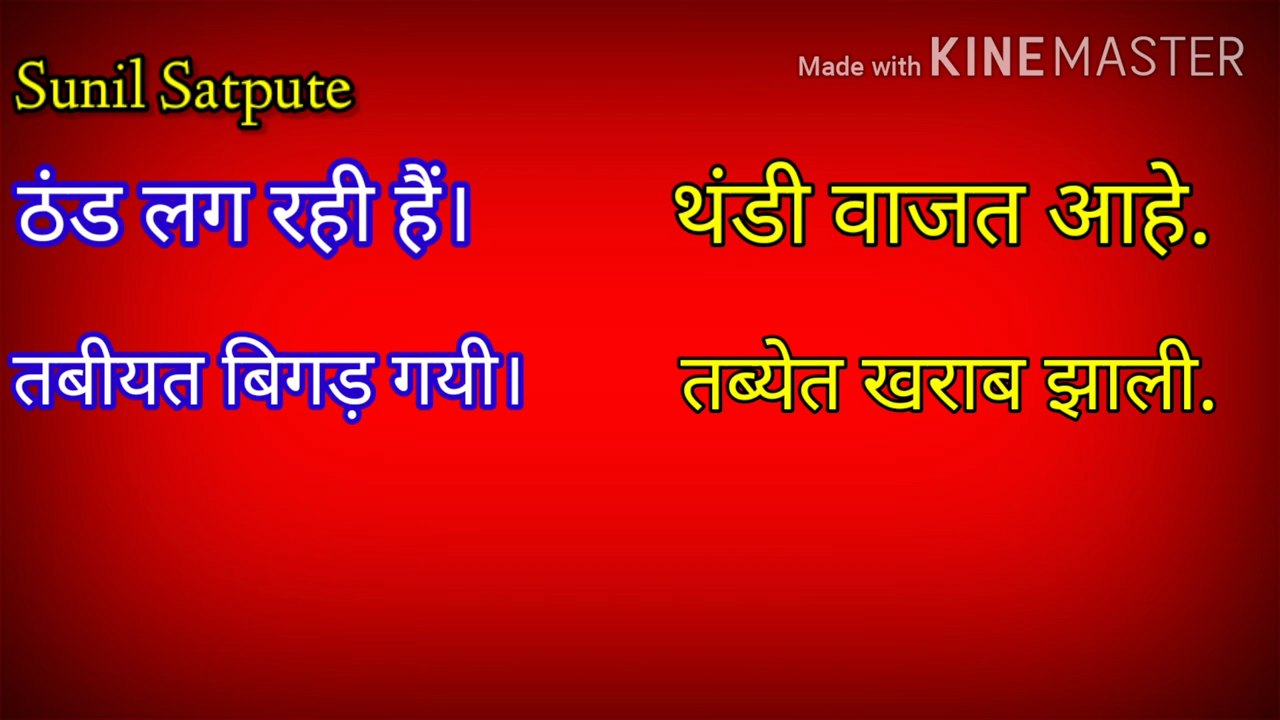 Made with KINEMASTER
Sunil Satpute
ठंड लग रही हैं। थंडी वाजत आहे.
तबीयत बिगड़ गयी। तब्येत खराब झाली.